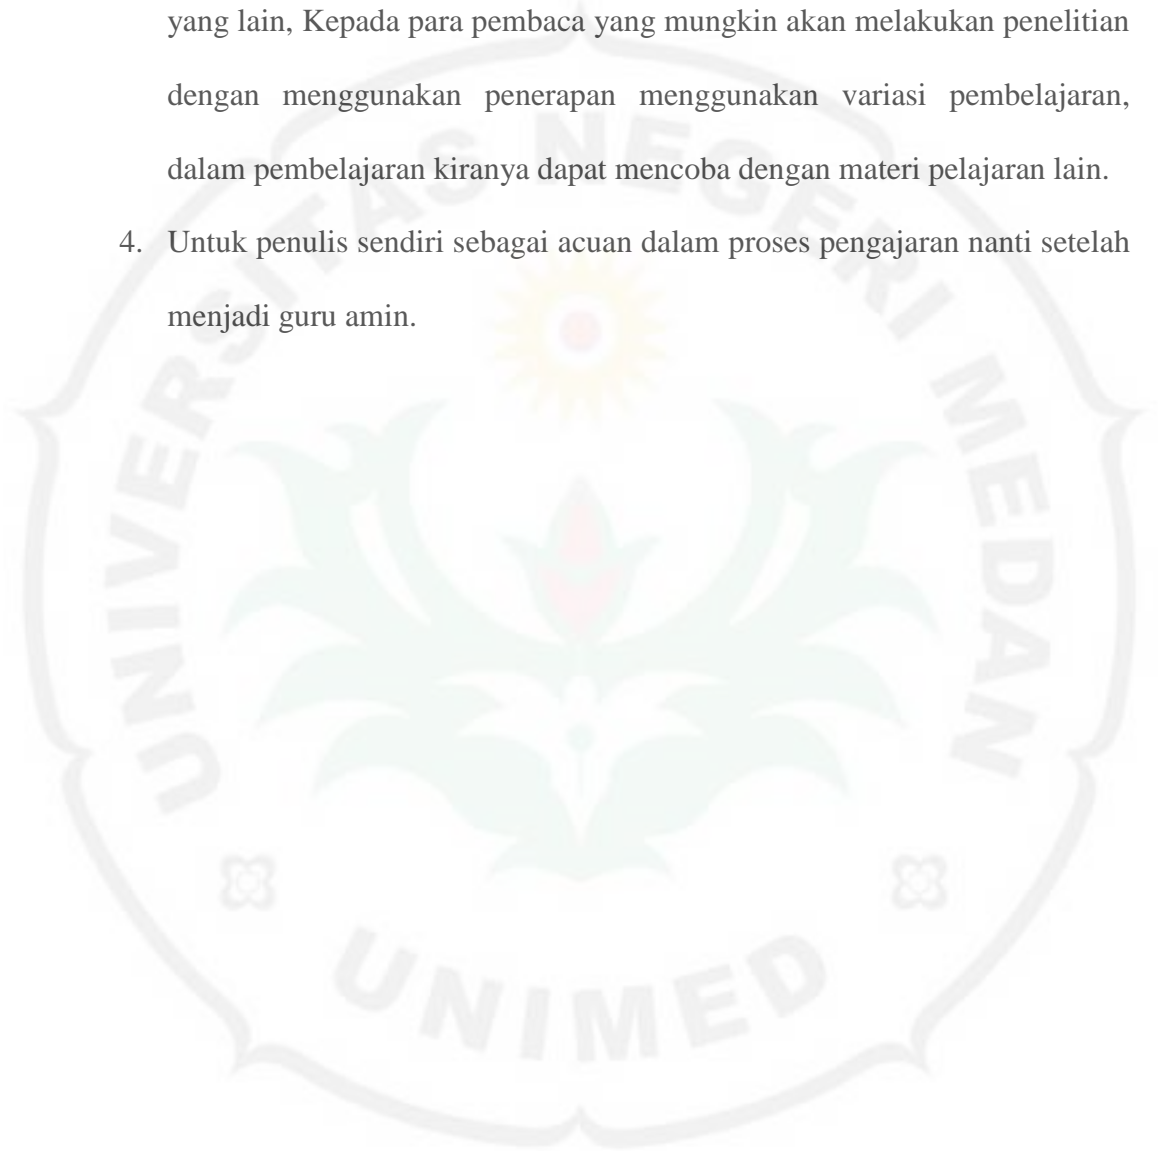 yang lain, Kepada para pembaca yang mungkin akan melakukan penelitian
dengan menggunakan penerapan menggunakan variasi pembelajaran,
dalam pembelajaran kiranya dapat mencoba dengan materi pelajaran lain.
4. Untuk penulis sendiri sebagai acuan dalam proses pengajaran nanti setelah
menjadi guru amin.
UNIVERSITAS NEGERI MEDAN
UNIMED